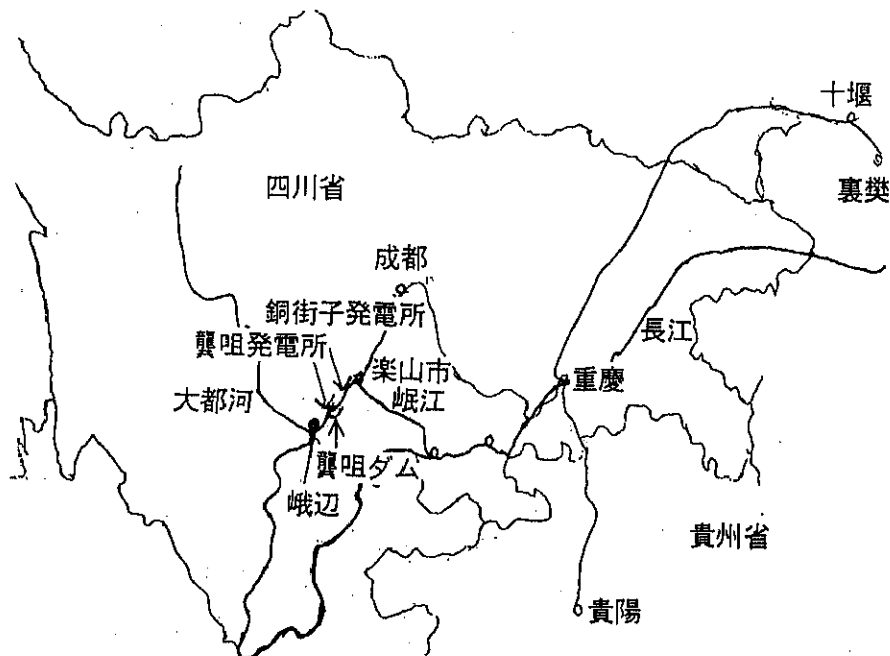 十堰
襄樊
四川省
成都
銅街子発電所
龔咀発電所
長江
楽山市
重慶
大都河
岷江
龔咀ダム
峨辺
貴州省
貴陽